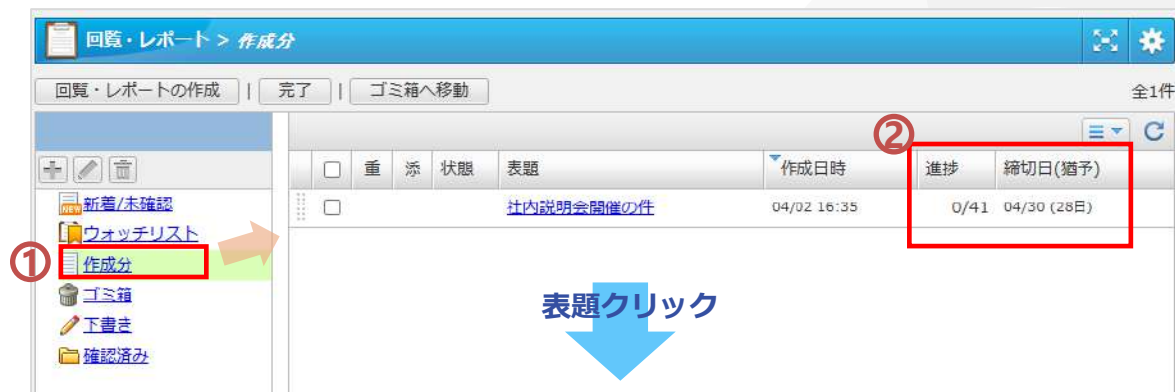 回覧・レポート > 作成分
回覧・レポートの作成 | 完了 | ゴミ箱へ移動
全1件
②
重 添 状態 表題 作成日時 進捗 締切日(猶予)
NEW 新着/未確認
社内説明会開催の件 04/02 16:35 0/41 04/30 (28日)
ウォッチリスト
① 作成分
ゴミ箱
表題クリック
下書き
確認済み